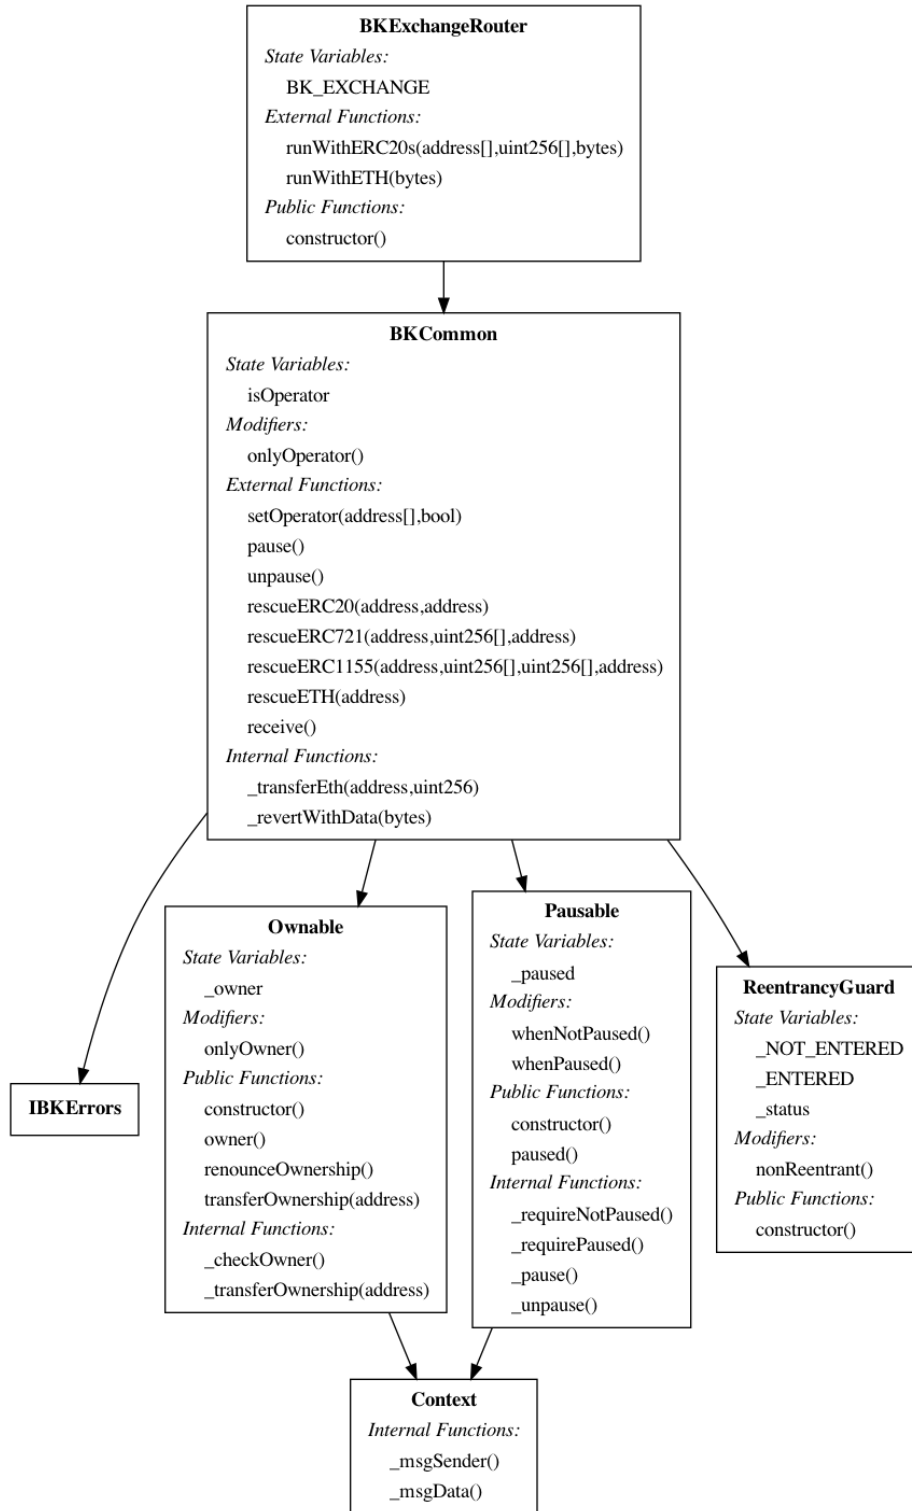 BKExchangeRouter
State Variables:
BK_EXCHANGE
External Functions:
runWithERC20s(address[],uint256[],bytes)
runWithETH(bytes)
Public Functions:
constructor()
BKCommon
State Variables:
isOperator
Modifiers:
onlyOperator()
External Functions:
setOperator(address[],bool)
pause()
unpause()
rescueERC20(address,address)
rescueERC721(address,uint256[],address)
rescueERC1155(address,uint256[],uint256[],address)
rescueETH(address)
receive()
Internal Functions:
_transferEth(address,uint256)
_revertWithData(bytes)
IBKErrors
Ownable
State Variables:
_owner
Modifiers:
onlyOwner()
Public Functions:
constructor()
owner()
renounceOwnership()
transferOwnership(address)
Internal Functions:
_checkOwner()
_transferOwnership(address)
Pausable
State Variables:
_paused
Modifiers:
whenNotPaused()
whenPaused()
Public Functions:
constructor()
paused()
Internal Functions:
_requireNotPaused()
_requirePaused()
_pause()
_unpause()
ReentrancyGuard
State Variables:
_NOT_ENTERED
_ENTERED
_status
Modifiers:
nonReentrant()
Public Functions:
constructor()
Context
Internal Functions:
_msgSender()
_msgData()